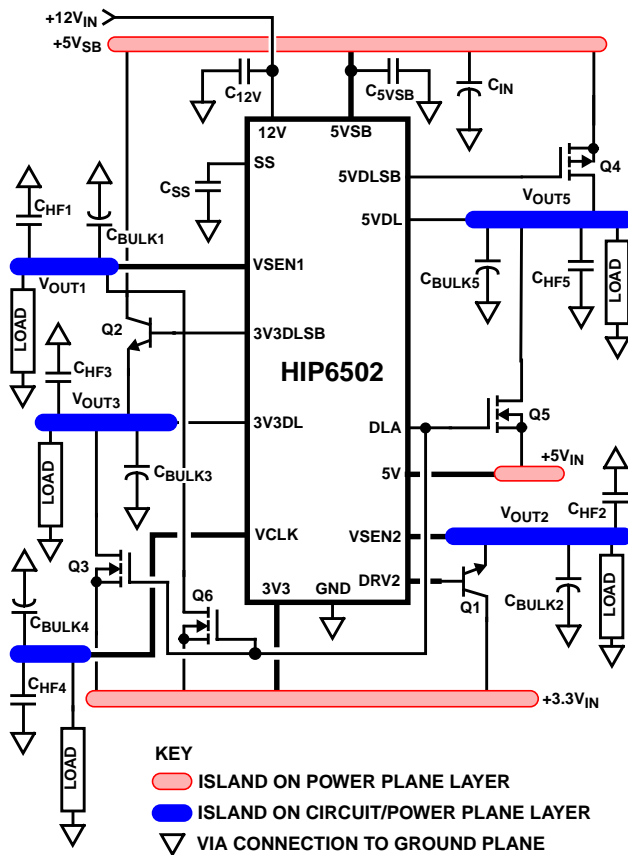 +12VIN
+5VSB
C12V
C5VSB
CIN
12V
5VSB
SS
CSS
5VDLSB
Q4
VOUT5
5VDL
CHF1
CBULK1
VSEN1
VOUT1
LOAD
CBULK5
CHF5
LOAD
Q2
3V3DLSB
HIP6502
CHF3
VOUT3
3V3DL
DLA
Q5
+5VIN
5V
LOAD
CBULK3
VCLK
VSEN2
VOUT2
CHF2
Q3
Q6
3V3
GND
DRV2
Q1
CBULK2
LOAD
CBULK4
CHF4
+3.3VIN
LOAD
KEY
ISLAND ON POWER PLANE LAYER
ISLAND ON CIRCUIT/POWER PLANE LAYER
VIA CONNECTION TO GROUND PLANE